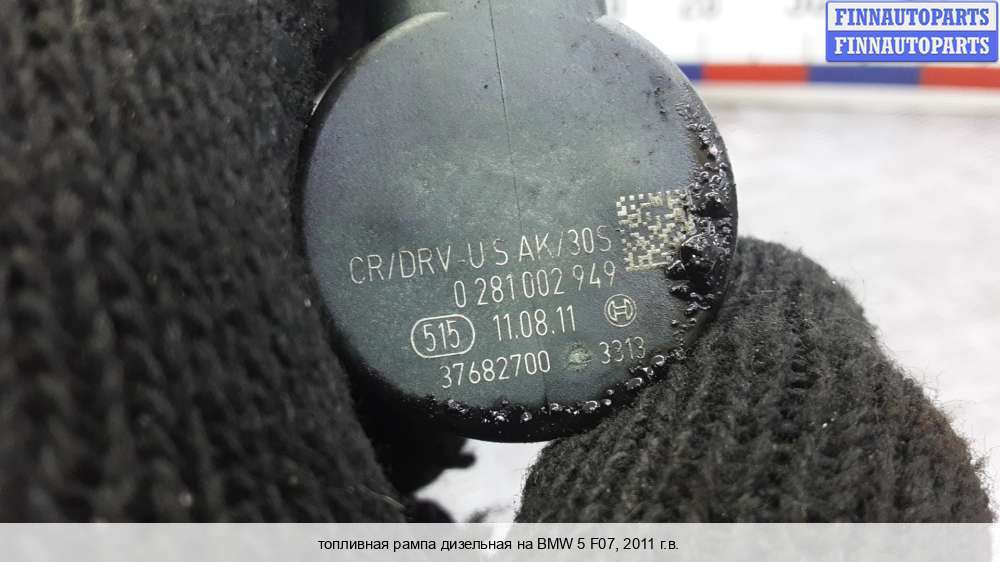 FINNAUTOPARTS
FINNAUTOPARTS
CR/DRV-US AK/30S
0 281 002 949
515 11.08.11
37682700 3313
топливная рампа дизельная на BMW 5 F07, 2011 г.в.